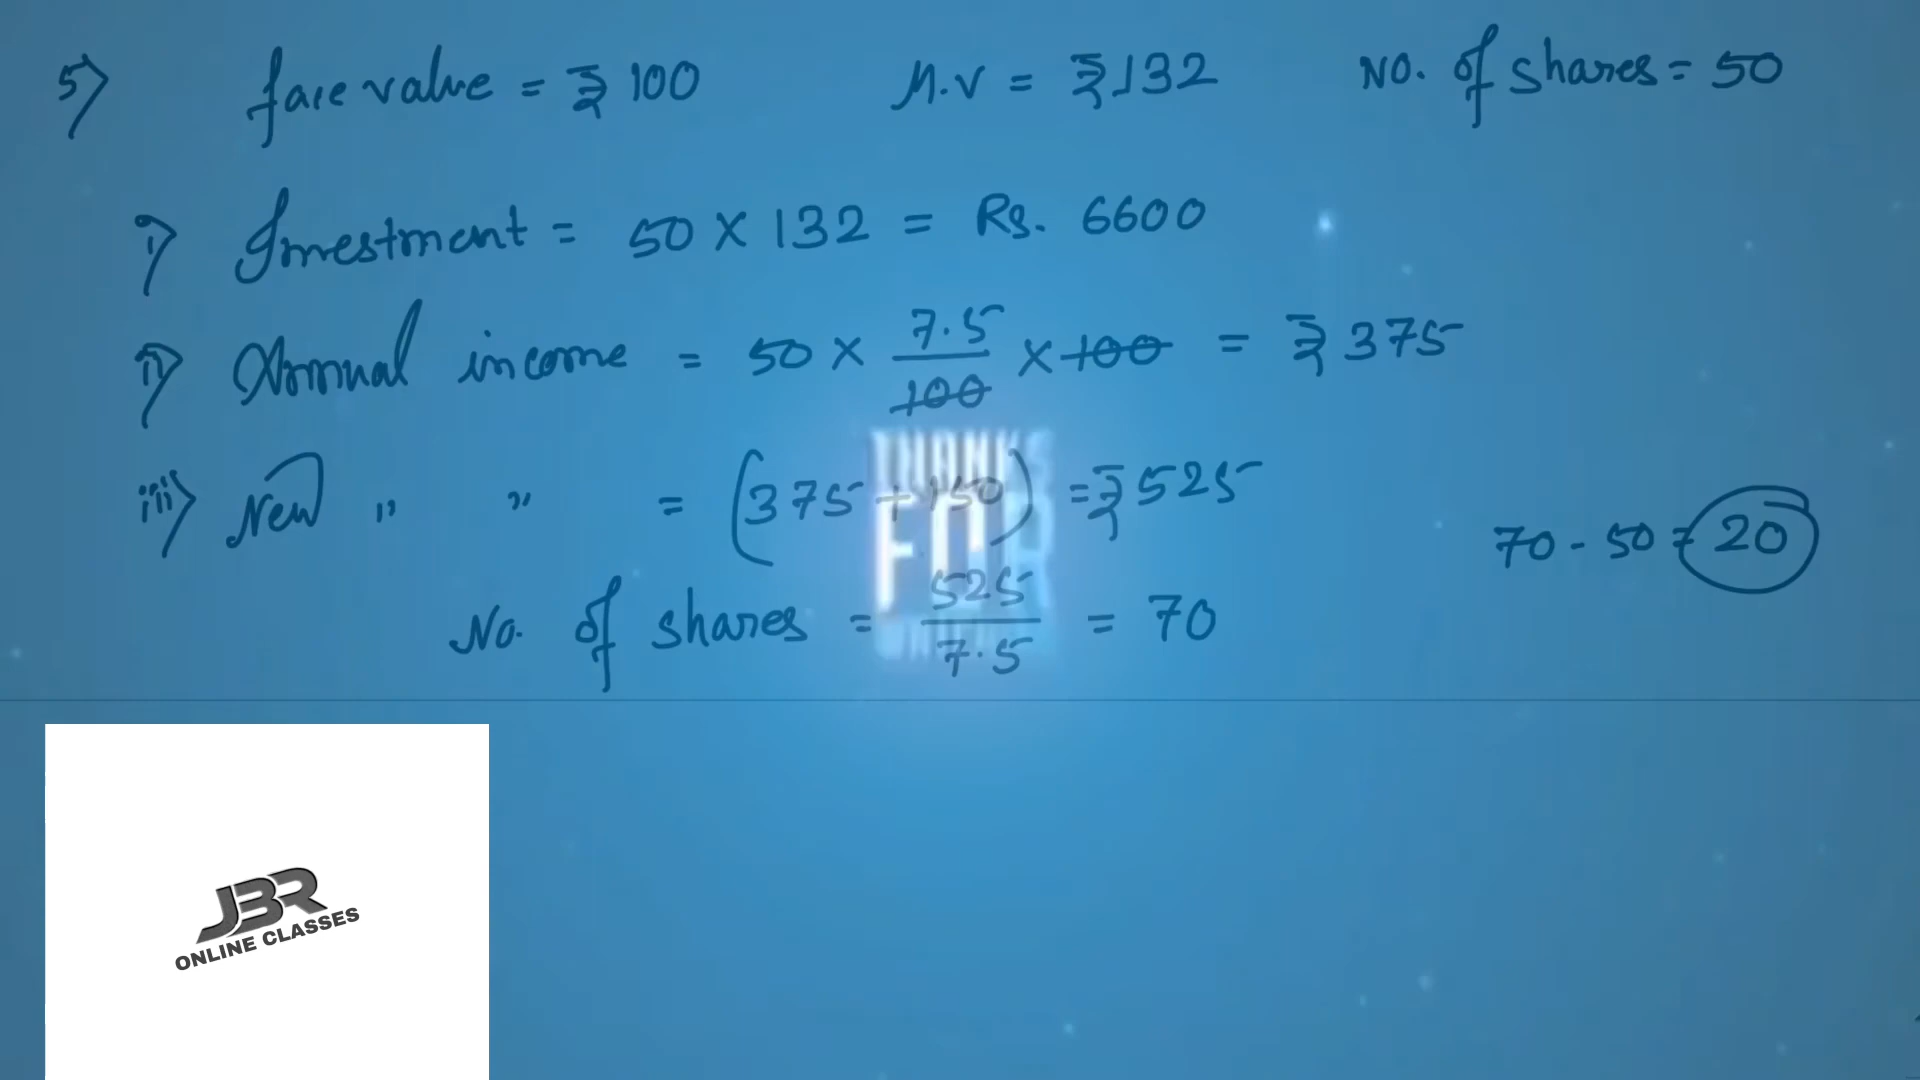 5) face value = ₹ 100 M.V = ₹132 NO. of shares = 50
i) Investment = 50 X 132 = Rs. 6600
ii) Annual income = 50 X 7.5/100 X 100 = ₹ 375
iii) New " " = (375 + 150) = ₹ 525
70 - 50 = 20
No. of shares = 525/7.5 = 70
THANKS
FOR
JBR
ONLINE CLASSES